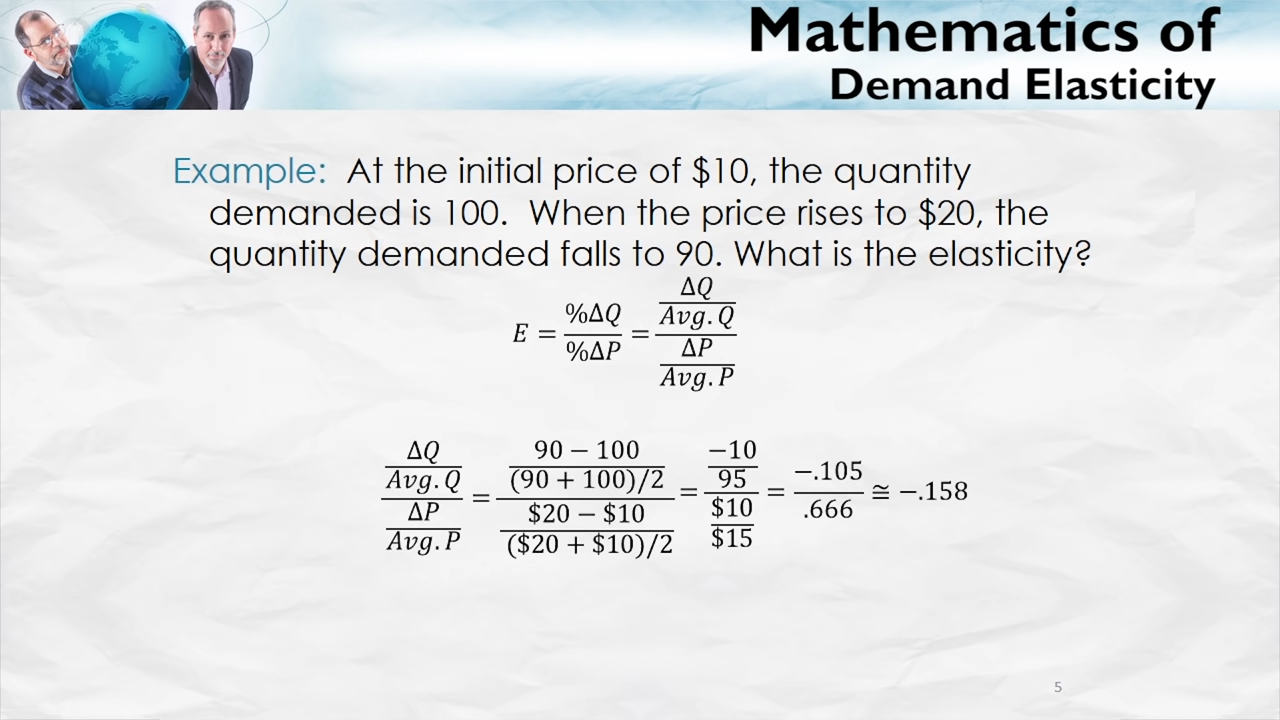 Mathematics of
Demand Elasticity
Example: At the initial price of $10, the quantity
demanded is 100. When the price rises to $20, the
quantity demanded falls to 90. What is the elasticity?
E = %ΔQ / %ΔP = (ΔQ / Avg. Q) / (ΔP / Avg. P)
(ΔQ / Avg. Q) / (ΔP / Avg. P) = ((90 − 100) / ((90 + 100)/2)) / (($20 − $10) / (($20 + $10)/2)) = (−10 / 95) / ($10 / $15) = −.105 / .666 ≅ −.158
5